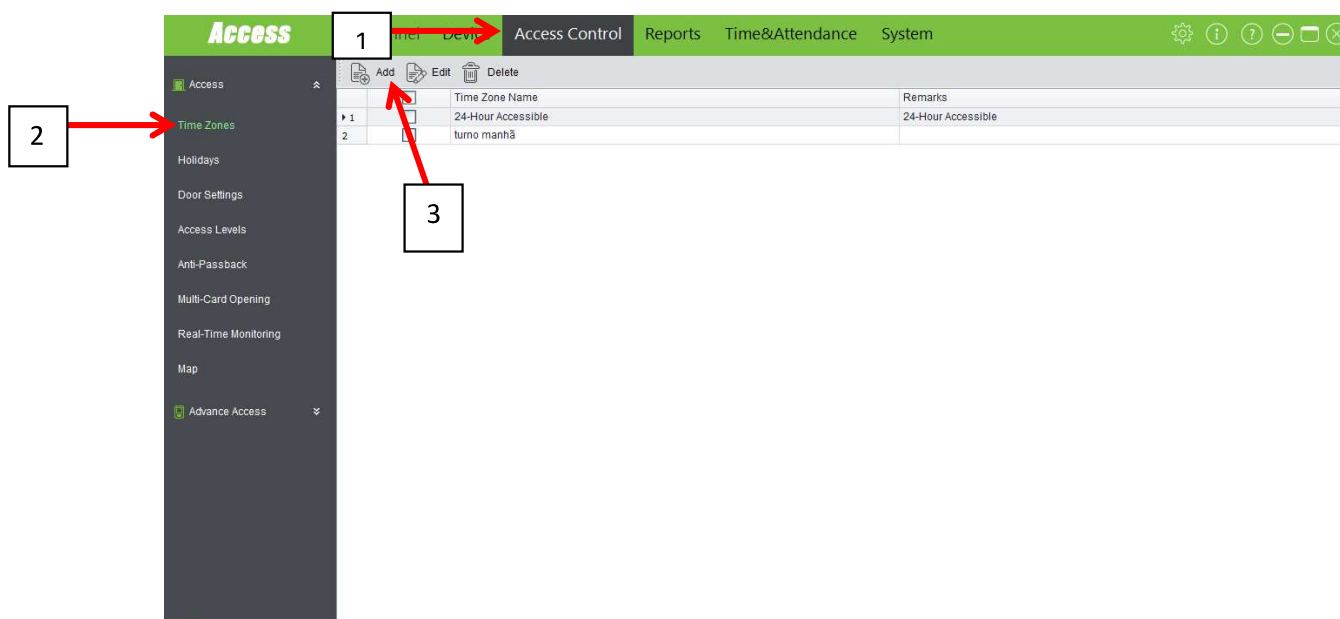 Access
1
Access Control Reports Time&Attendance System
Access
Add Edit Delete
Time Zone Name Remarks
1 24-Hour Accessible 24-Hour Accessible
2 turno manhã
2
Time Zones
Holidays
Door Settings
3
Access Levels
Anti-Passback
Multi-Card Opening
Real-Time Monitoring
Map
Advance Access